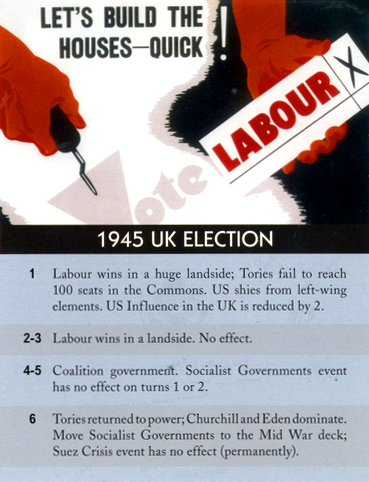 LET'S BUILD THE
HOUSES—QUICK!
LABOUR X
Vote
1945 UK ELECTION
1 Labour wins in a huge landside; Tories fail to reach
100 seats in the Commons. US shies from left-wing
elements. US Influence in the UK is reduced by 2.
2-3 Labour wins in a landside. No effect.
4-5 Coalition government. Socialist Governments event
has no effect on turns 1 or 2.
6 Tories returned to power; Churchill and Eden dominate.
Move Socialist Governments to the Mid War deck;
Suez Crisis event has no effect (permanently).